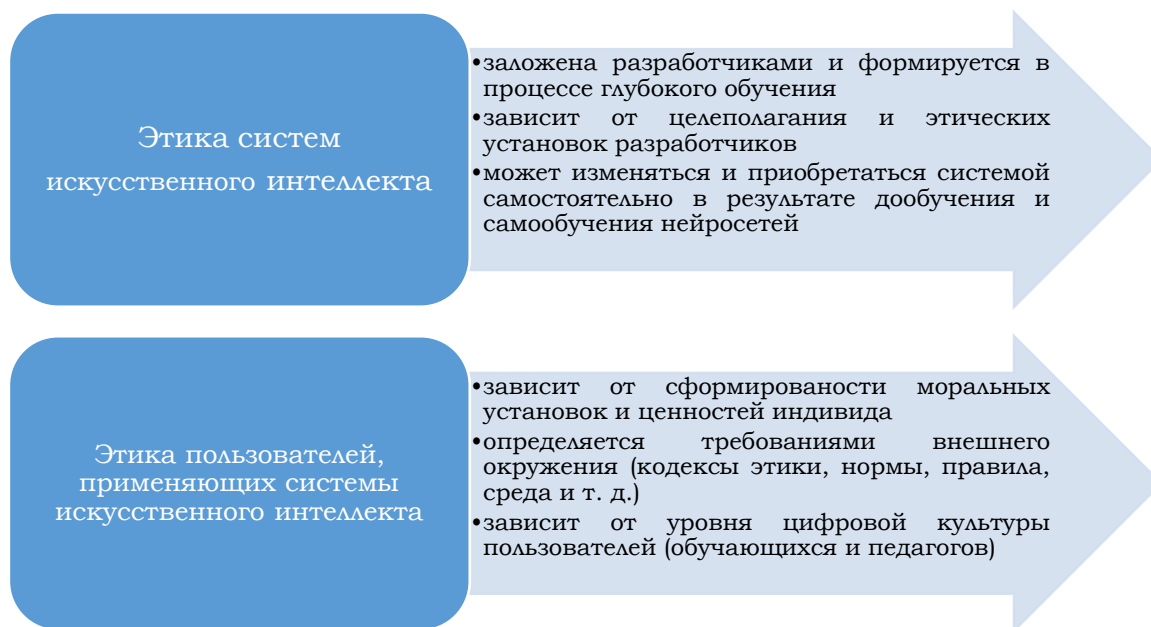 Этика систем
искусственного интеллекта
•заложена разработчиками и формируется в
процессе глубокого обучения
•зависит от целеполагания и этических
установок разработчиков
•может изменяться и приобретаться системой
самостоятельно в результате дообучения и
самообучения нейросетей
Этика пользователей,
применяющих системы
искусственного интеллекта
•зависит от сформированости моральных
установок и ценностей индивида
•определяется требованиями внешнего
окружения (кодексы этики, нормы, правила,
среда и т. д.)
•зависит от уровня цифровой культуры
пользователей (обучающихся и педагогов)